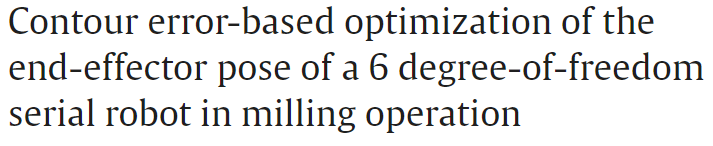 Contour error-based optimization of the
end-effector pose of a 6 degree-of-freedom
serial robot in milling operation